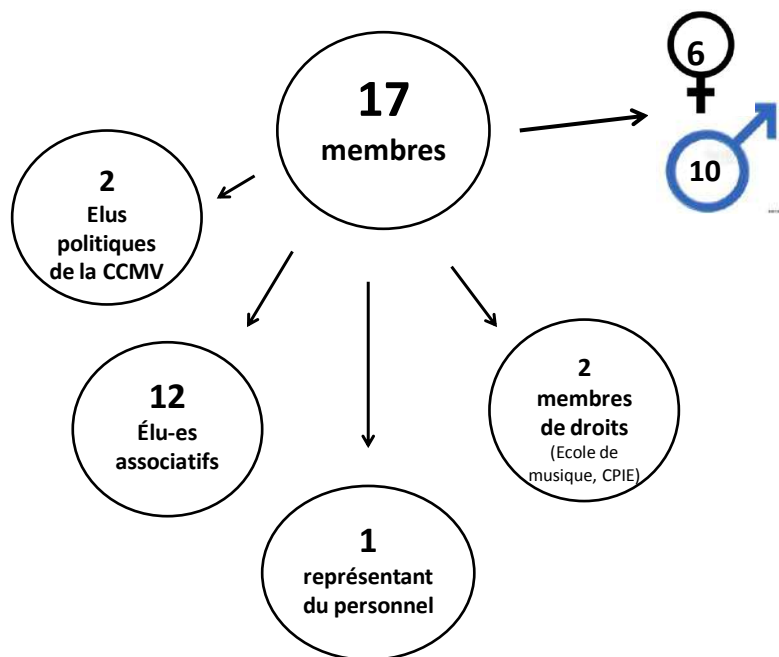 17
membres
6
10
2
Elus
politiques
de la CCMV
12
Élu-es
associatifs
1
représentant
du personnel
2
membres
de droits
(Ecole de
musique, CPIE)